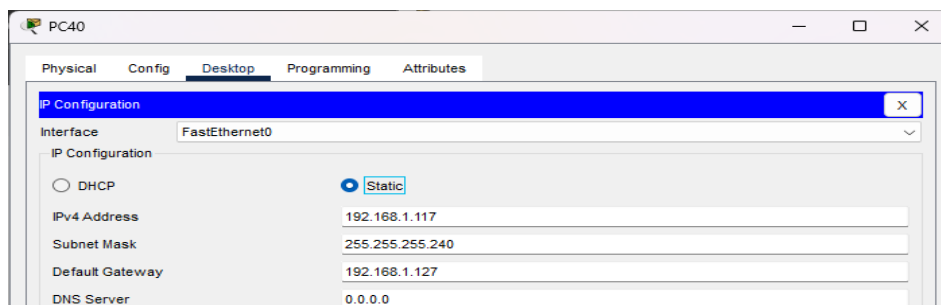 PC40
Physical Config Desktop Programming Attributes
IP Configuration X
Interface FastEthernet0
IP Configuration
DHCP Static
IPv4 Address 192.168.1.117
Subnet Mask 255.255.255.240
Default Gateway 192.168.1.127
DNS Server 0.0.0.0